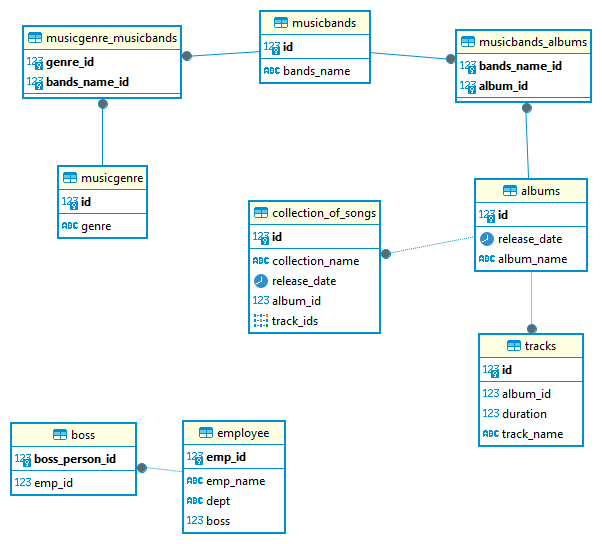 musicgenre_musicbands
123 genre_id
123 bands_name_id
musicbands
123 id
ABC bands_name
musicbands_albums
123 bands_name_id
123 album_id
musicgenre
123 id
ABC genre
collection_of_songs
123 id
ABC collection_name
release_date
123 album_id
track_ids
albums
123 id
release_date
ABC album_name
tracks
123 id
123 album_id
123 duration
ABC track_name
boss
123 boss_person_id
123 emp_id
employee
123 emp_id
ABC emp_name
ABC dept
123 boss